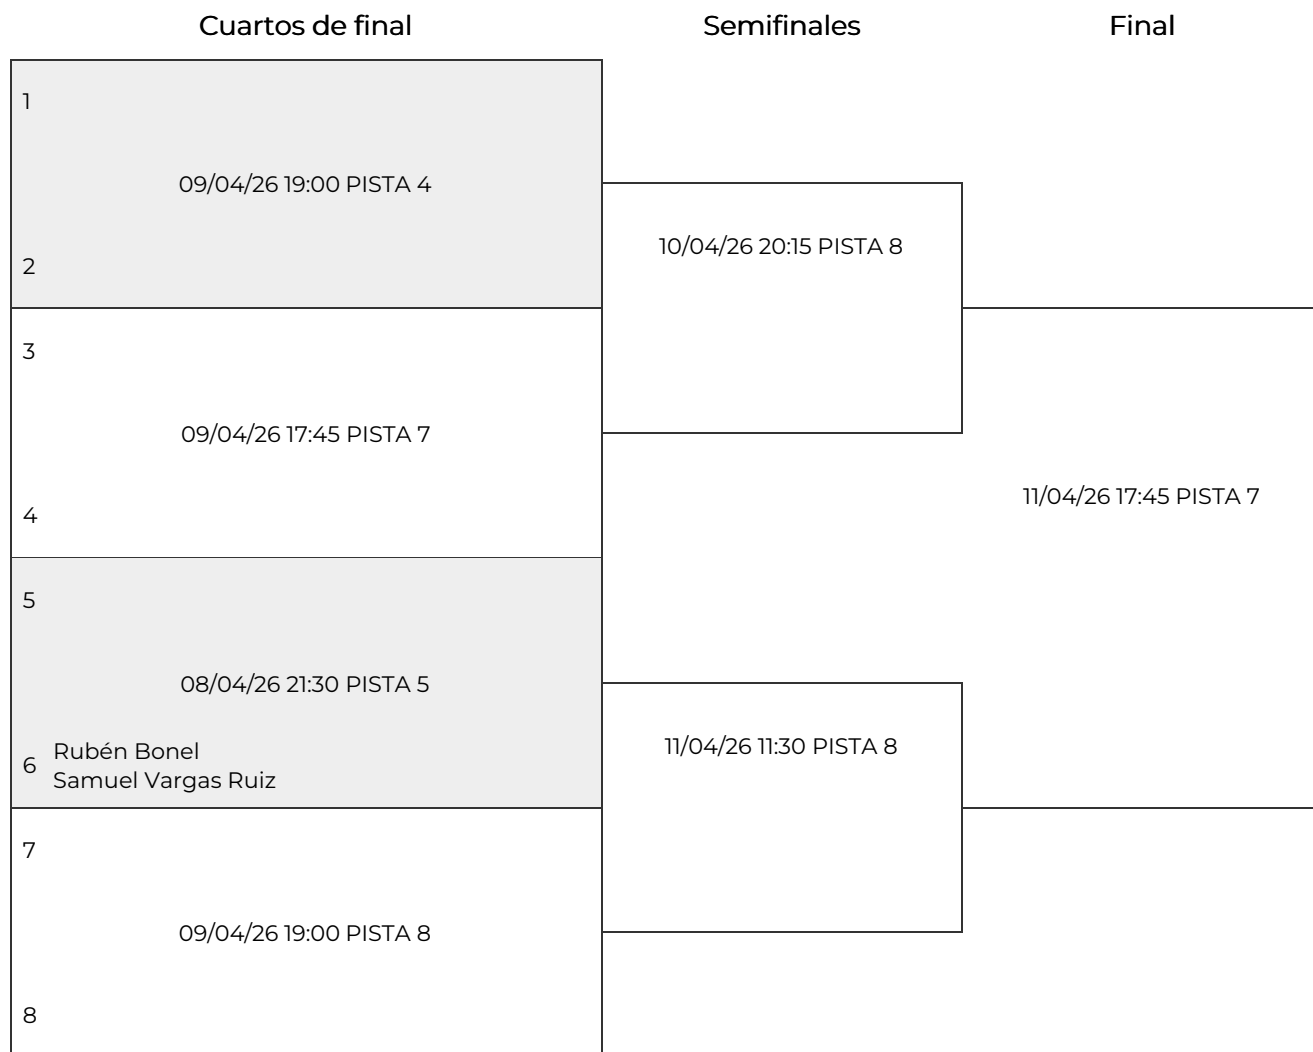 Cuartos de final
Semifinales
Final
1
09/04/26 19:00 PISTA 4
2
10/04/26 20:15 PISTA 8
3
09/04/26 17:45 PISTA 7
4
11/04/26 17:45 PISTA 7
5
08/04/26 21:30 PISTA 5
6
Rubén Bonel
Samuel Vargas Ruiz
11/04/26 11:30 PISTA 8
7
09/04/26 19:00 PISTA 8
8